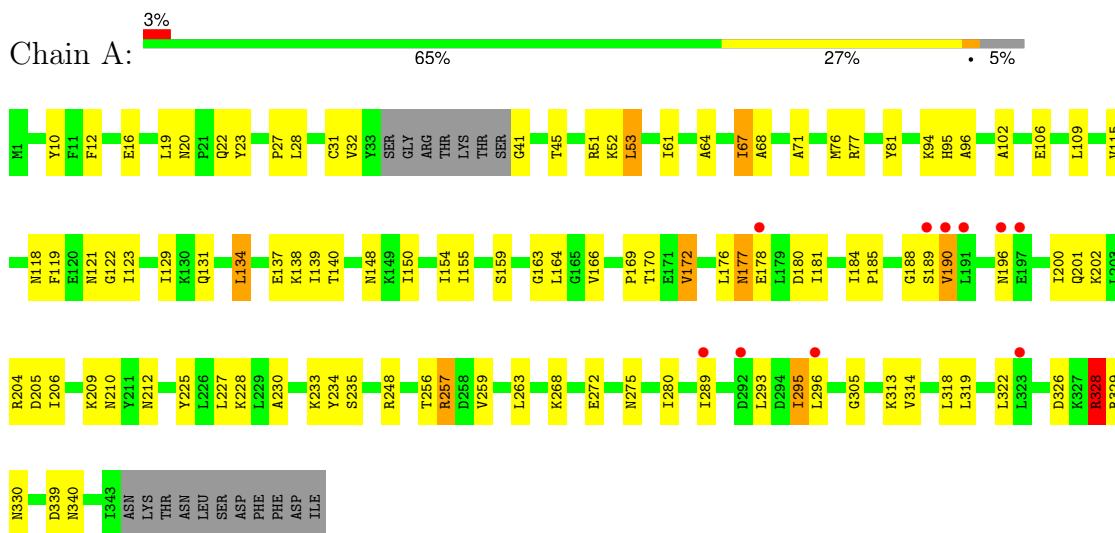 3%
Chain A:
65% 27% • 5%
M1 Y10 F11 F12 E16 L19 N20 P21 Q22 Y23 P27 L28 C31 V32 Y33 SER GLY ARG THR LYS THR SER G41 T45 R51 K52 L53 I61 A64 I67 A68 A71 M76 R77 Y81 K94 H95 A96 A102 E106 L109
N118 F119 E120 N121 G122 I123 I129 K130 Q131 L134 E137 K138 I139 T140 N148 K149 I150 I154 I155 S159 G163 L164 G165 V166 P169 T170 E171 V172 L176 N177 E178 L179 D180 I181 I184 P185 G188 S189 V190 L191 N196 E197 I200 Q201 K202 L203
R204 D205 I206 K209 N210 Y211 N212 Y225 L226 L227 K228 L229 A230 K233 Y234 S235 R248 T256 R257 D258 V259 L263 K268 E272 N275 I280 I289 D292 L293 D294 I295 L296 G305 K313 V314 L318 L319 L322 L323 D326 K327 R328
N330 D339 N340 I343 ASN LYS THR ASN LEU SER ASP PHE PHE ASP ILE